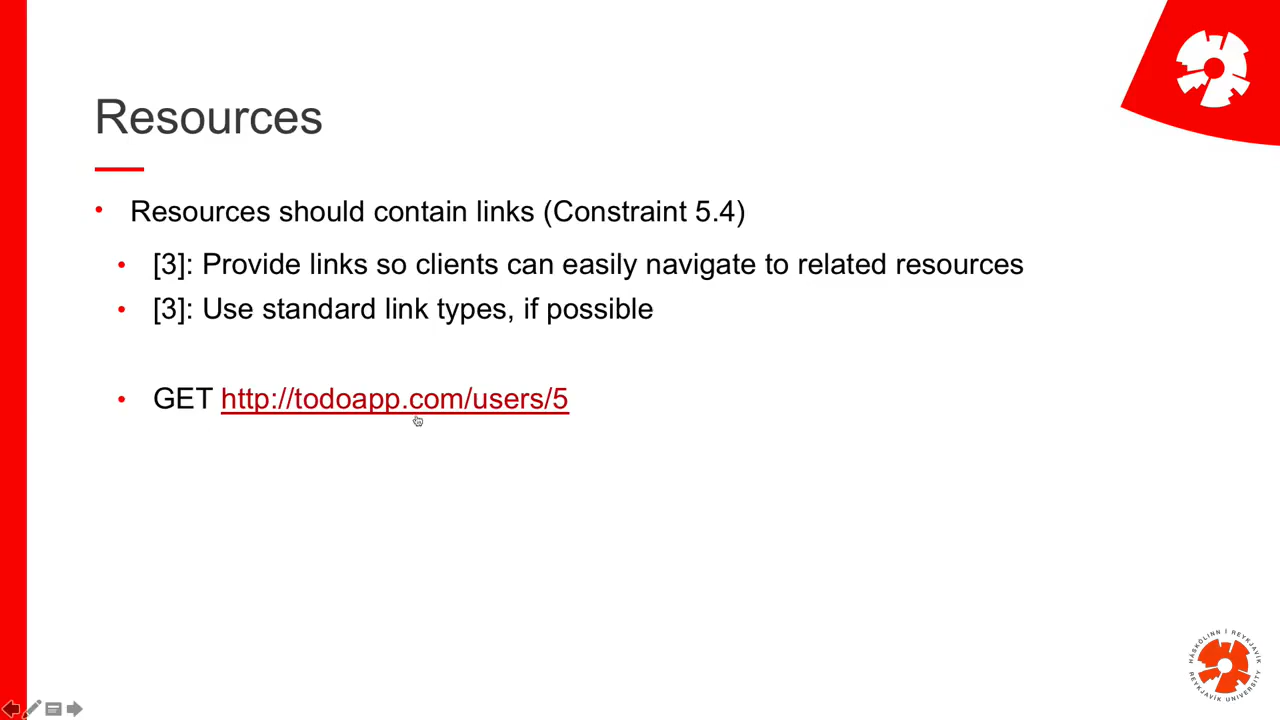 Resources
• Resources should contain links (Constraint 5.4)
• [3]: Provide links so clients can easily navigate to related resources
• [3]: Use standard link types, if possible
• GET http://todoapp.com/users/5
HÁSKÓLINN Í REYKJAVÍK
REYKJAVÍK UNIVERSITY